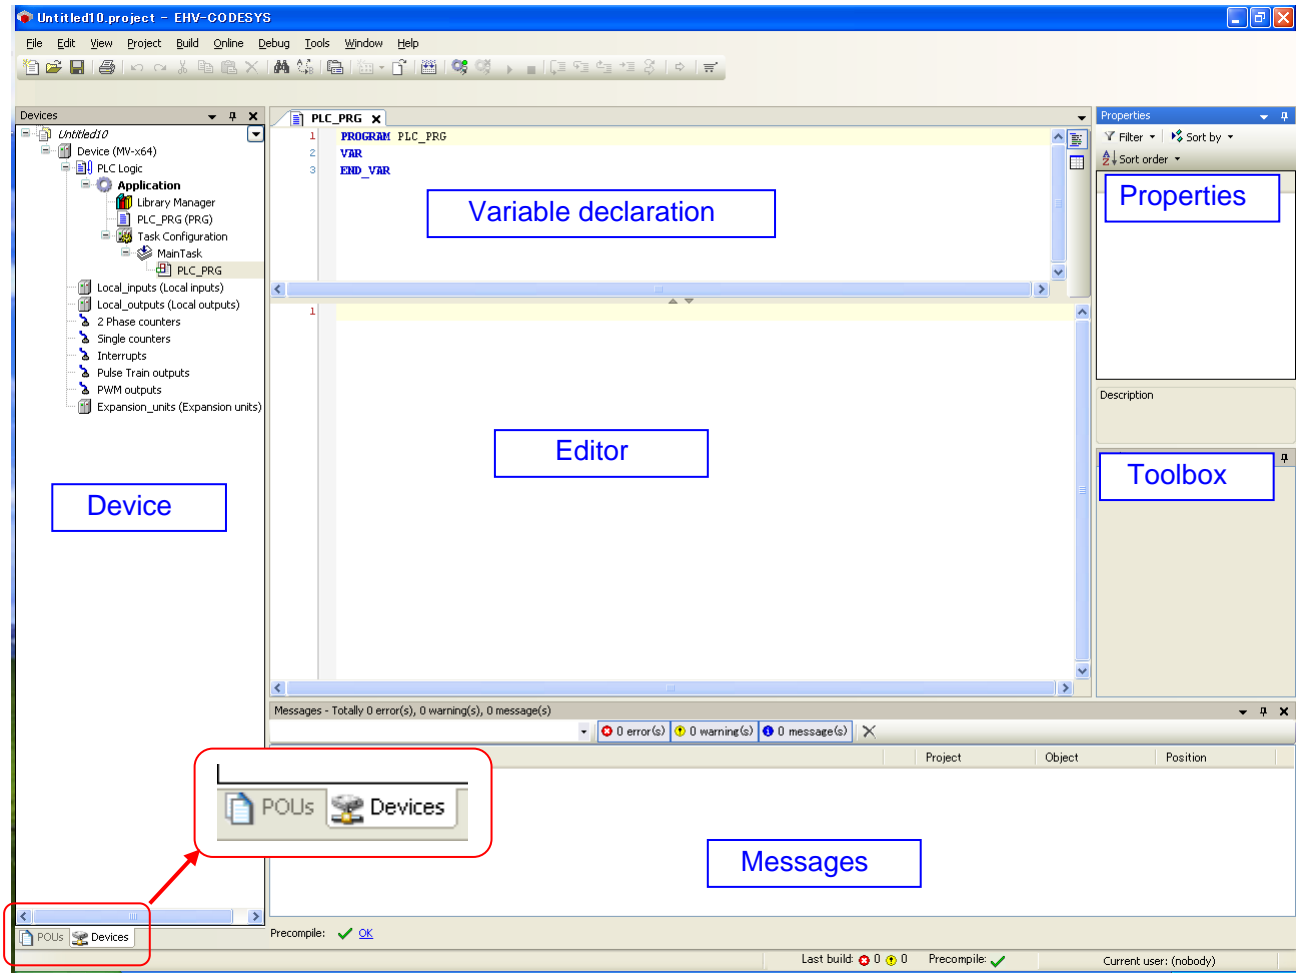 Untitled10.project - EHV-CODESYS
File Edit View Project Build Online Debug Tools Window Help
Devices
Untitled10
Device (MV-x64)
PLC Logic
Application
Library Manager
PLC_PRG (PRG)
Task Configuration
MainTask
PLC_PRG
Local_inputs (Local inputs)
Local_outputs (Local outputs)
2 Phase counters
Single counters
Interrupts
Pulse Train outputs
PWM outputs
Expansion_units (Expansion units)
Device
POUs Devices
POUs Devices
PLC_PRG
1 PROGRAM PLC_PRG
2 VAR
3 END_VAR
Variable declaration
1
Editor
Properties
Filter Sort by
Sort order
Properties
Description
Toolbox
Messages - Totally 0 error(s), 0 warning(s), 0 message(s)
0 error(s) 0 warning(s) 0 message(s)
Project Object Position
Messages
Precompile: OK
Last build: 0 0 Precompile: Current user: (nobody)